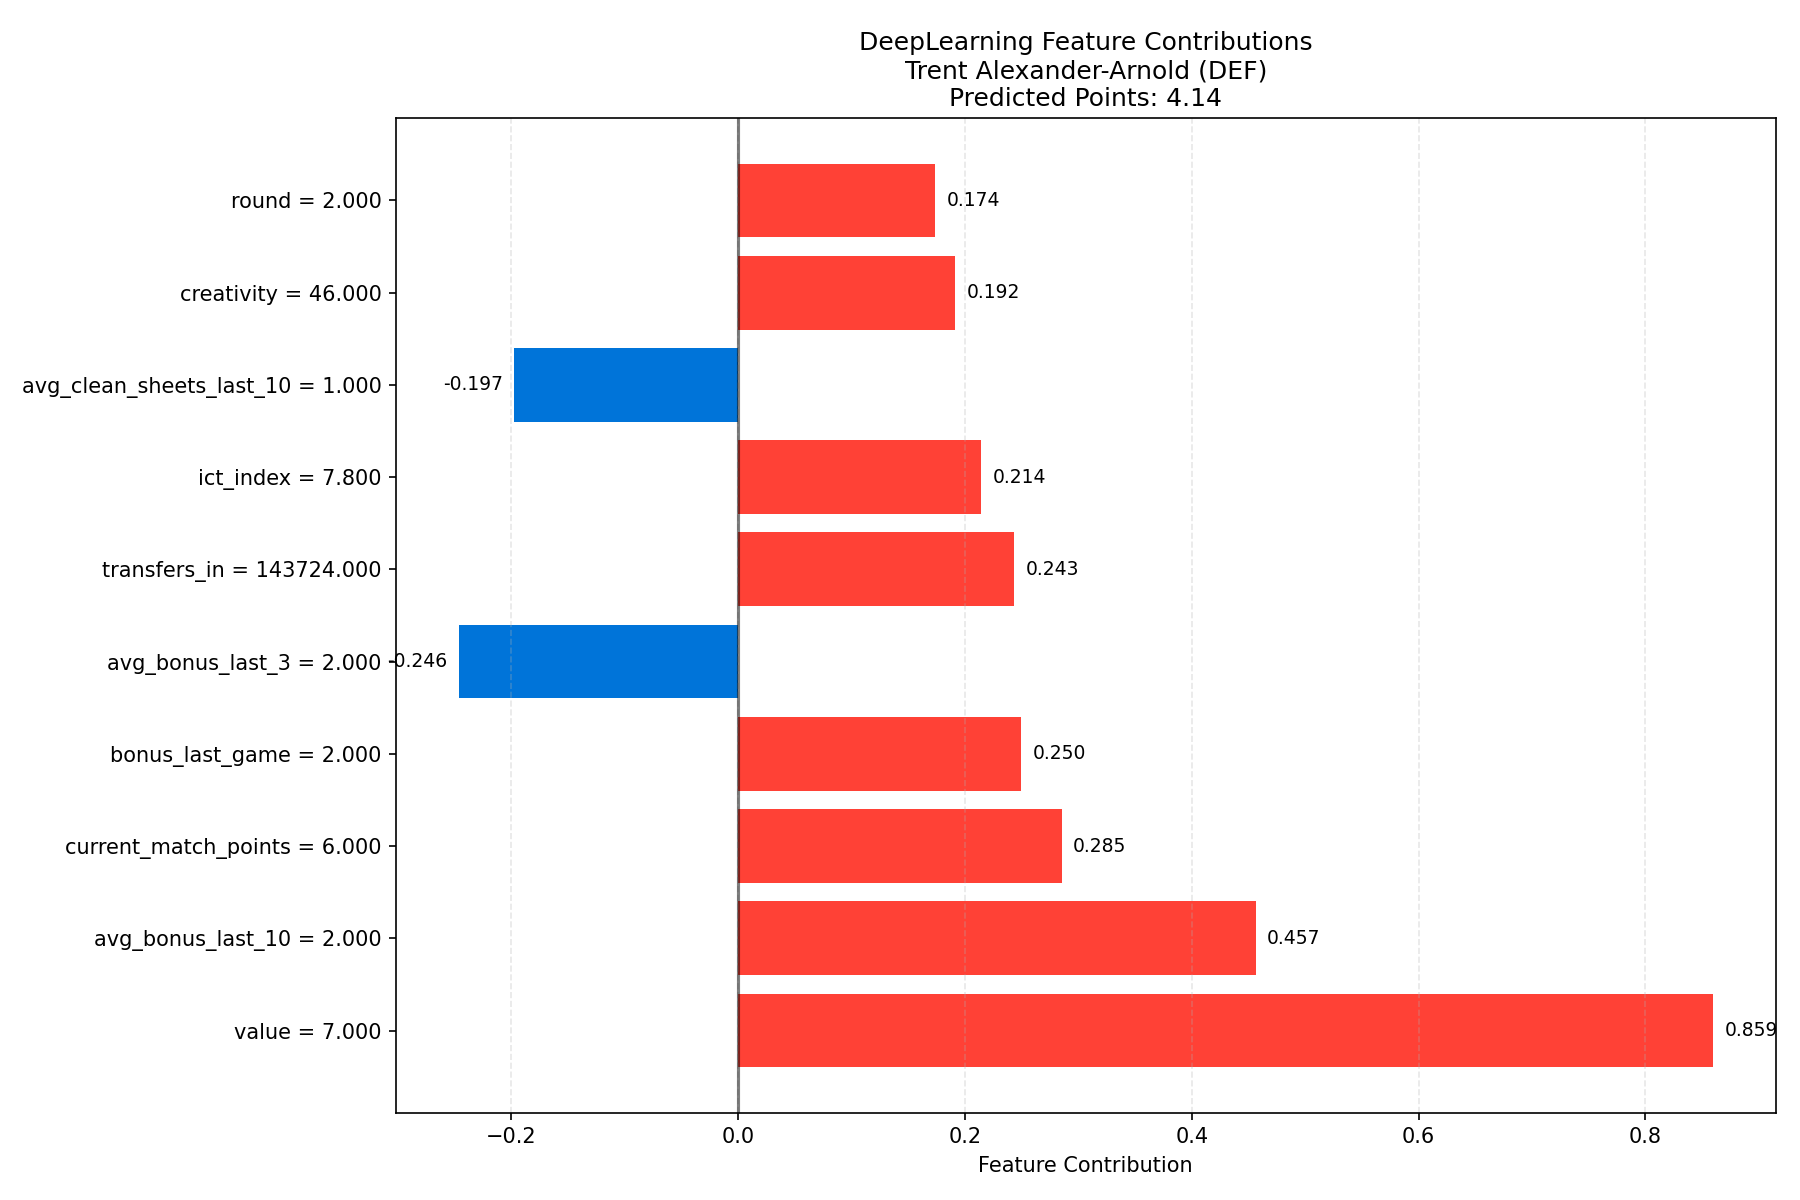 DeepLearning Feature Contributions
Trent Alexander-Arnold (DEF)
Predicted Points: 4.14
round = 2.000
0.174
creativity = 46.000
0.192
avg_clean_sheets_last_10 = 1.000
-0.197
ict_index = 7.800
0.214
transfers_in = 143724.000
0.243
avg_bonus_last_3 = 2.000
-0.246
bonus_last_game = 2.000
0.250
current_match_points = 6.000
0.285
avg_bonus_last_10 = 2.000
0.457
value = 7.000
0.859
−0.2 0.0 0.2 0.4 0.6 0.8
Feature Contribution